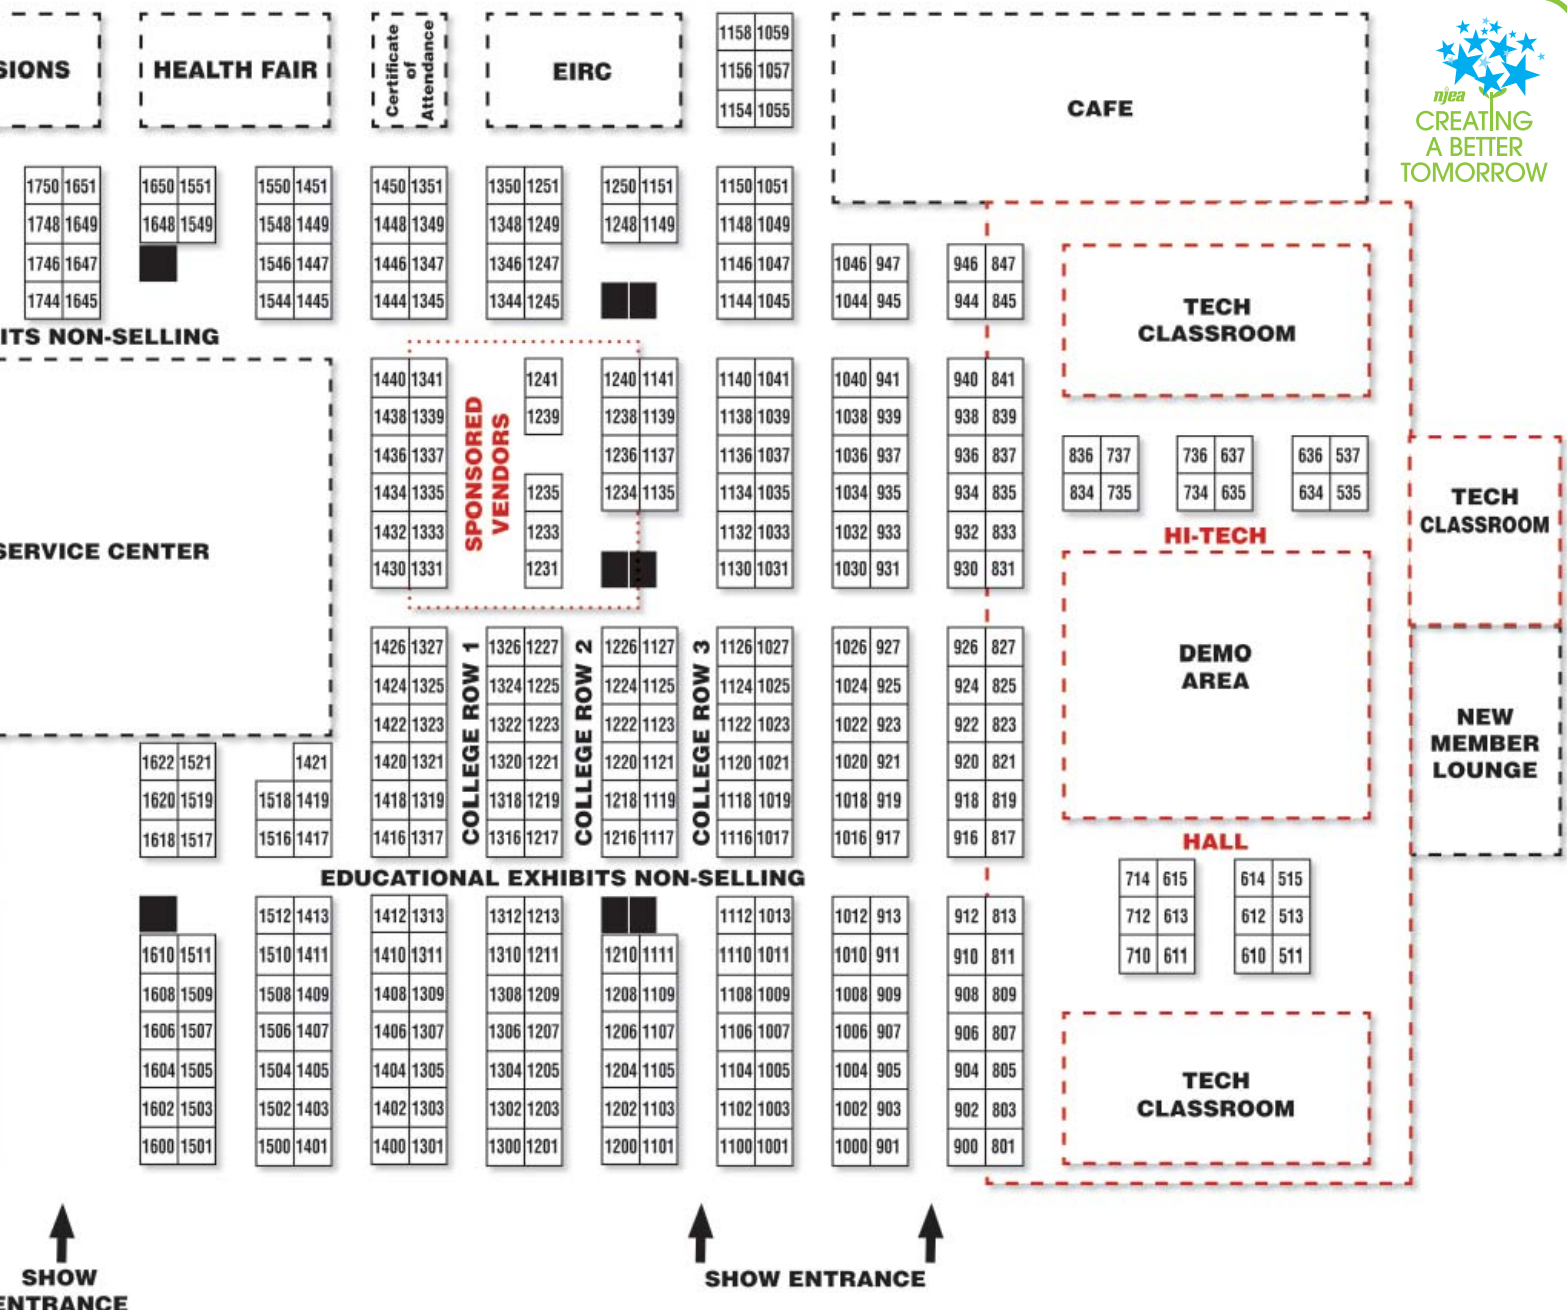 SIONS
HEALTH FAIR
Certificate
of
Attendance
EIRC
1158 1059
1156 1057
1154 1055
CAFE
njea
CREATING
A BETTER
TOMORROW
1750 1651 1650 1551 1550 1451 1450 1351 1350 1251 1250 1151 1150 1051
1748 1649 1648 1549 1548 1449 1448 1349 1348 1249 1248 1149 1148 1049
1746 1647 1546 1447 1446 1347 1346 1247 1146 1047 1046 947 946 847
1744 1645 1544 1445 1444 1345 1344 1245 1144 1045 1044 945 944 845
TECH
CLASSROOM
ITS NON-SELLING
1440 1341 1241 1240 1141 1140 1041 1040 941 940 841
1438 1339 1239 1238 1139 1138 1039 1038 939 938 839
1436 1337 1236 1137 1136 1037 1036 937 936 837 836 737 736 637 636 537
1434 1335 1235 1234 1135 1134 1035 1034 935 934 835 834 735 734 635 634 535
1432 1333 1233 1132 1033 1032 933 932 833
1430 1331 1231 1130 1031 1030 931 930 831
SPONSORED
VENDORS
TECH
CLASSROOM
HI-TECH
SERVICE CENTER
1426 1327 1326 1227 1226 1127 1126 1027 1026 927 926 827
1424 1325 1324 1225 1224 1125 1124 1025 1024 925 924 825
1422 1323 1322 1223 1222 1123 1122 1023 1022 923 922 823
1622 1521 1421 1420 1321 1320 1221 1220 1121 1120 1021 1020 921 920 821
1620 1519 1518 1419 1418 1319 1318 1219 1218 1119 1118 1019 1018 919 918 819
1618 1517 1516 1417 1416 1317 1316 1217 1216 1117 1116 1017 1016 917 916 817
COLLEGE ROW 1
COLLEGE ROW 2
COLLEGE ROW 3
DEMO
AREA
NEW
MEMBER
LOUNGE
HALL
EDUCATIONAL EXHIBITS NON-SELLING
714 615 614 515
712 613 612 513
710 611 610 511
1512 1413 1412 1313 1312 1213 1112 1013 1012 913 912 813
1610 1511 1510 1411 1410 1311 1310 1211 1210 1111 1110 1011 1010 911 910 811
1608 1509 1508 1409 1408 1309 1308 1209 1208 1109 1108 1009 1008 909 908 809
1606 1507 1506 1407 1406 1307 1306 1207 1206 1107 1106 1007 1006 907 906 807
1604 1505 1504 1405 1404 1305 1304 1205 1204 1105 1104 1005 1004 905 904 805
1602 1503 1502 1403 1402 1303 1302 1203 1202 1103 1102 1003 1002 903 902 803
1600 1501 1500 1401 1400 1301 1300 1201 1200 1101 1100 1001 1000 901 900 801
TECH
CLASSROOM
SHOW
ENTRANCE
SHOW ENTRANCE